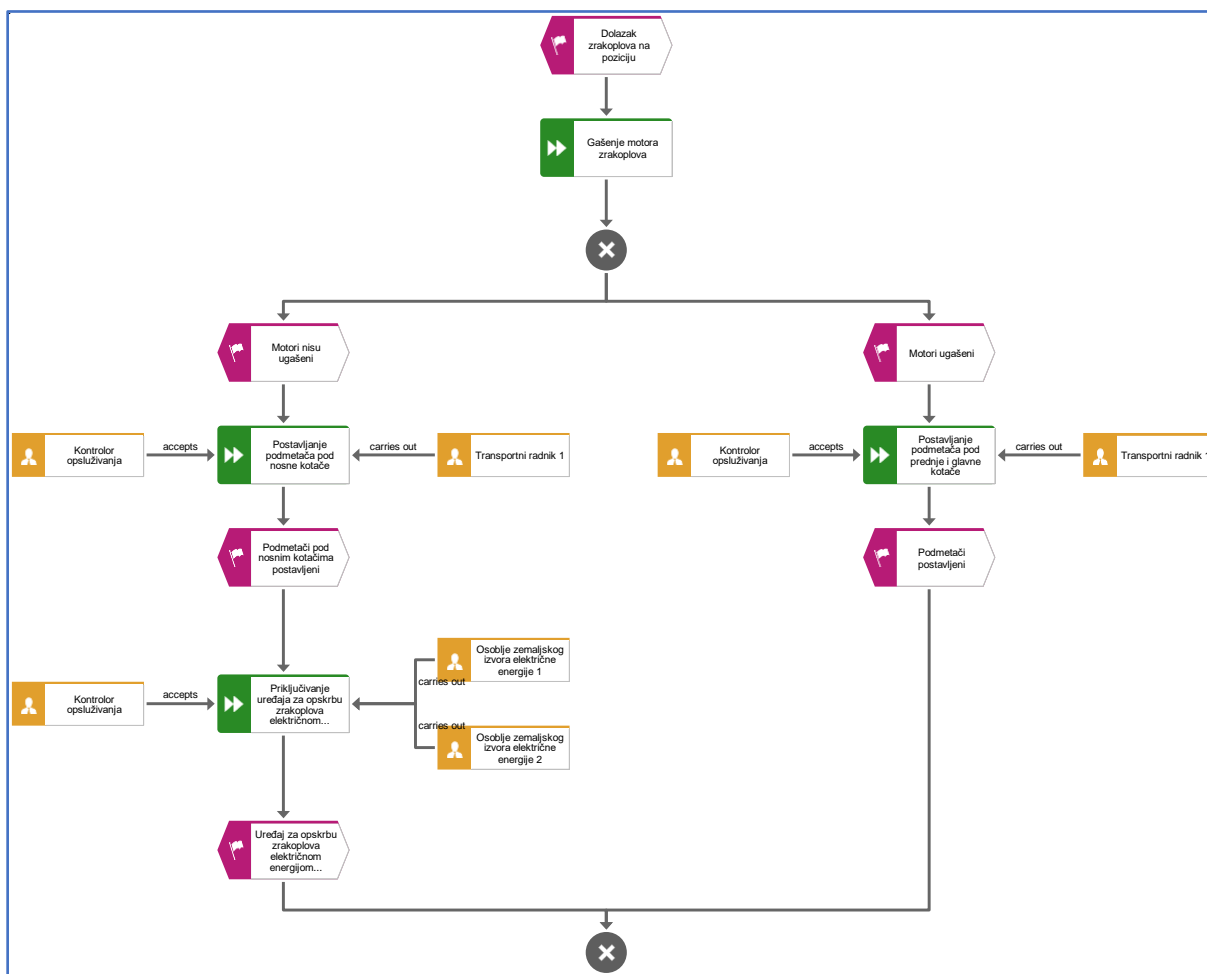 Dolazak
zrakoplova na
poziciju
Gašenje motora
zrakoplova
Motori nisu
ugašeni
Motori ugašeni
Kontrolor
opsluživanja
accepts
Postavljanje
podmetača pod
nosne kotače
carries out
Transportni radnik 1
Kontrolor
opsluživanja
accepts
Postavljanje
podmetača pod
prednje i glavne
kotače
carries out
Transportni radnik 1
Podmetači pod
nosnim kotačima
postavljeni
Podmetači
postavljeni
Osoblje zemaljskog
izvora električne
energije 1
carries out
Kontrolor
opsluživanja
accepts
Priključivanje
uređaja za opskrbu
zrakoplova
električnom...
carries out
Osoblje zemaljskog
izvora električne
energije 2
Uređaj za opskrbu
zrakoplova
električnom
energijom...